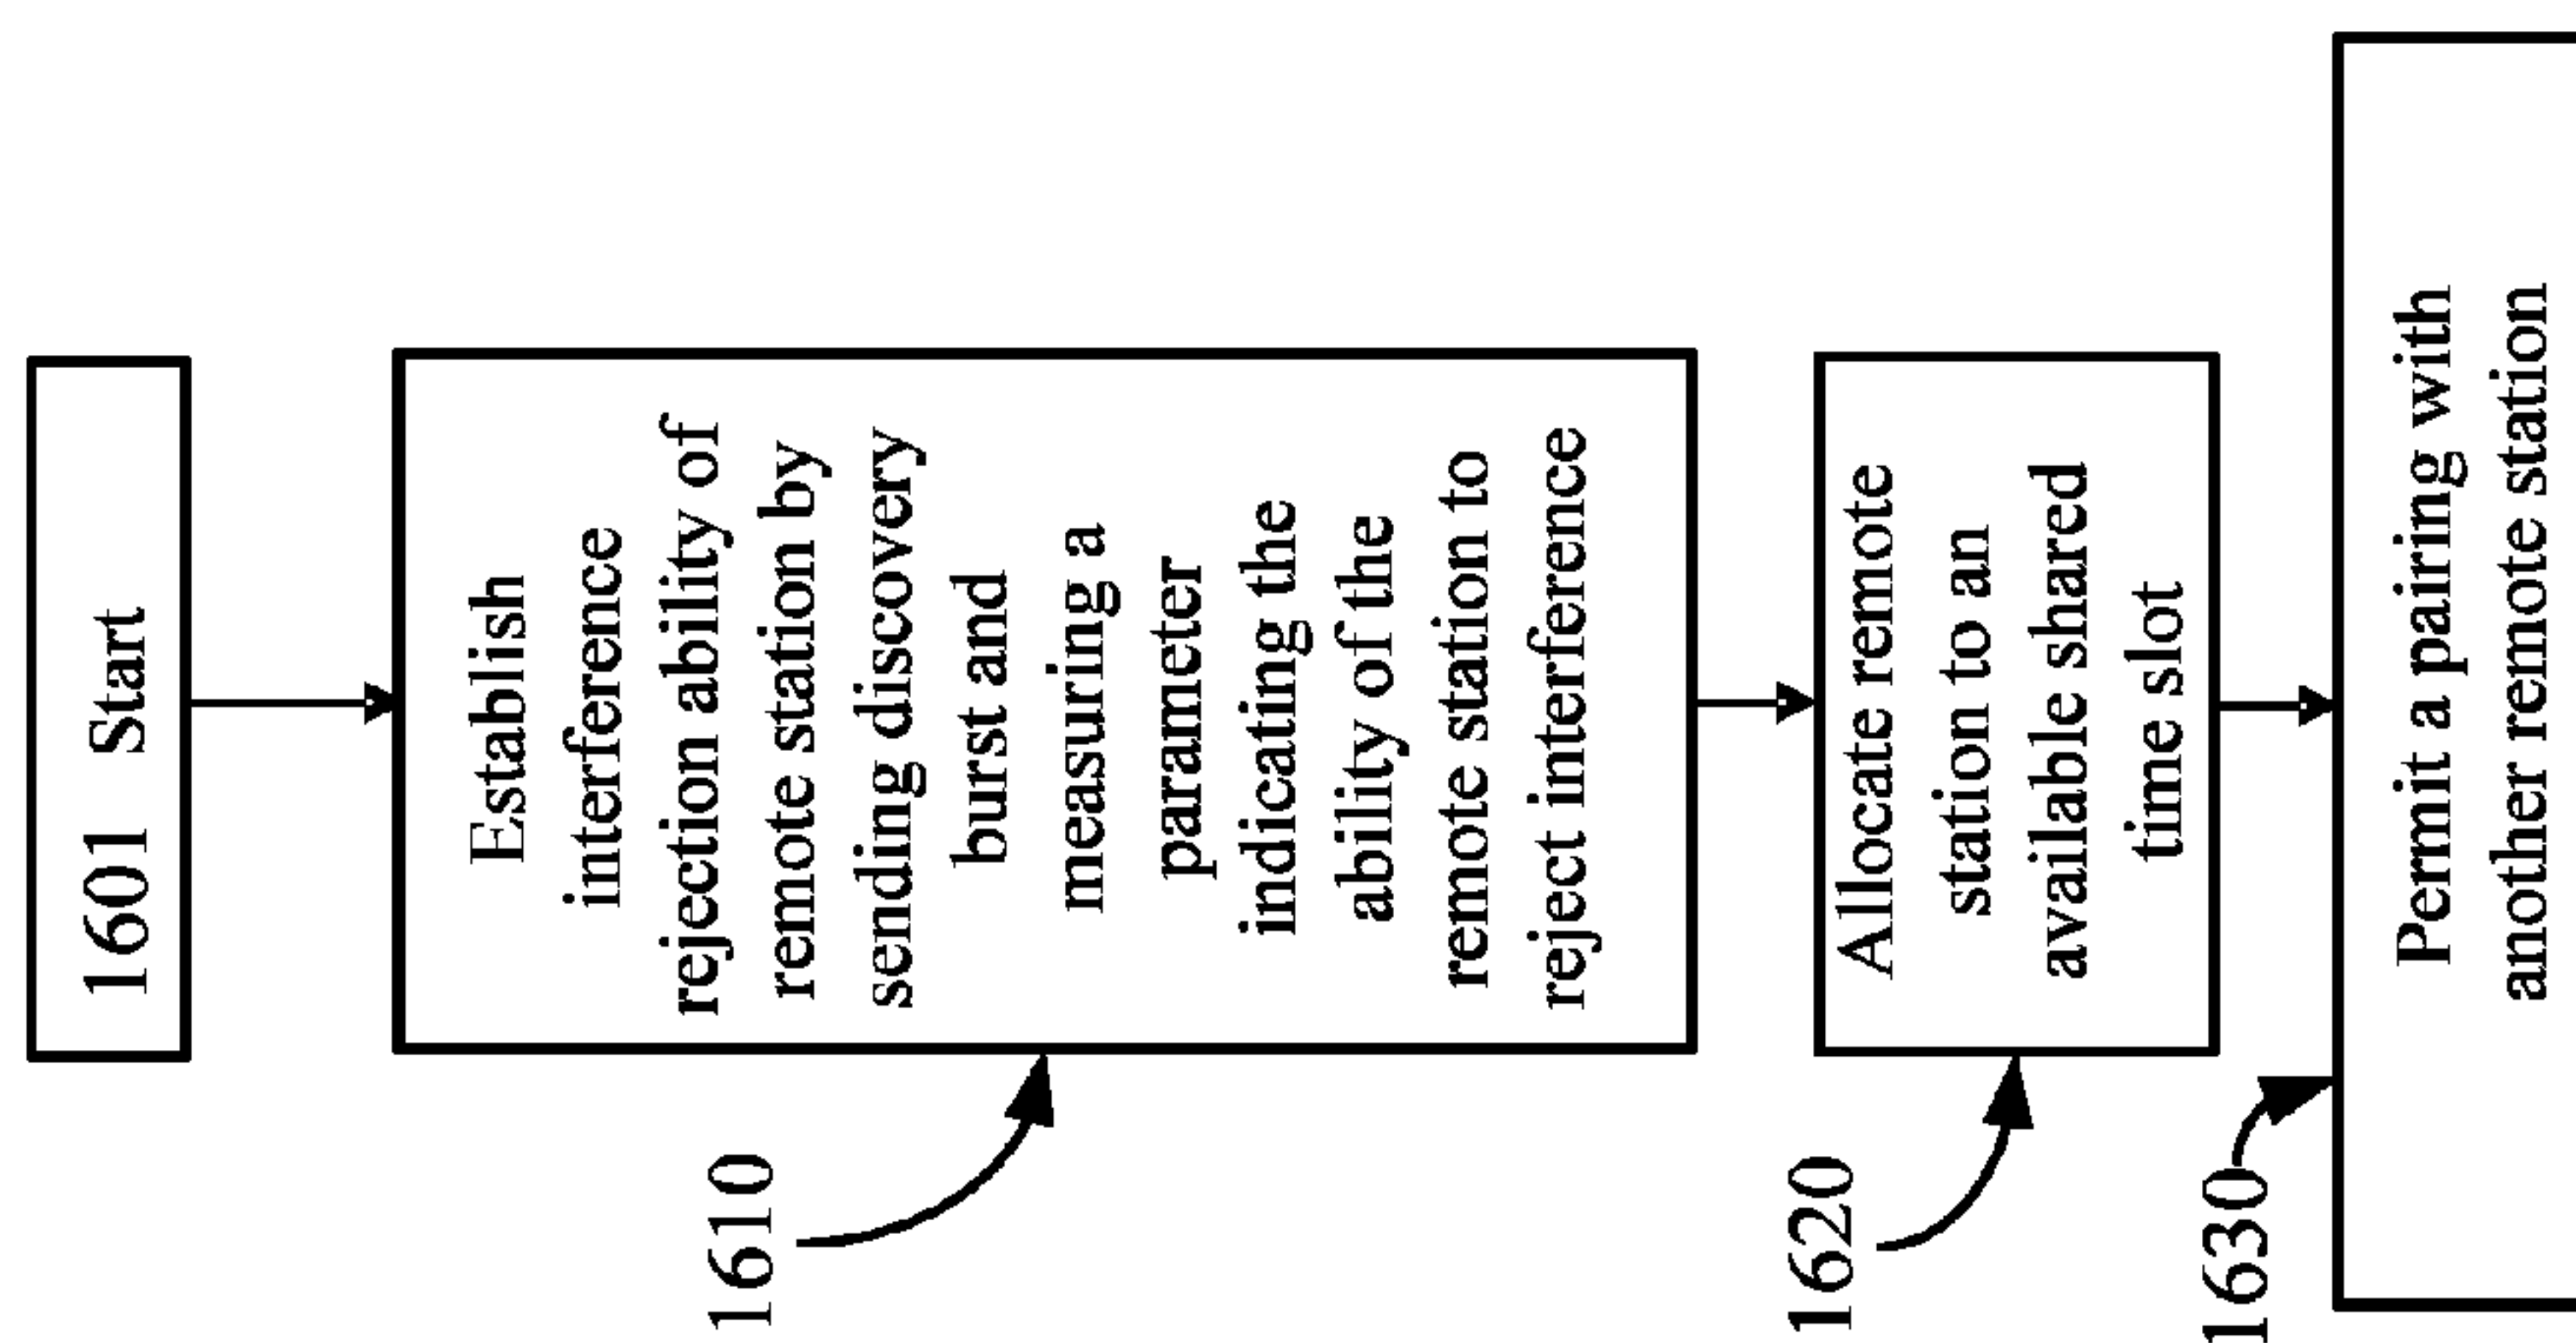 1601 Start
Establish
interference
rejection ability of
remote station by
sending discovery
burst and
measuring a
parameter
indicating the
ability of the
remote station to
reject interference
1610
Allocate remote
station to an
available shared
time slot
1620
1630
Permit a pairing with
another remote station